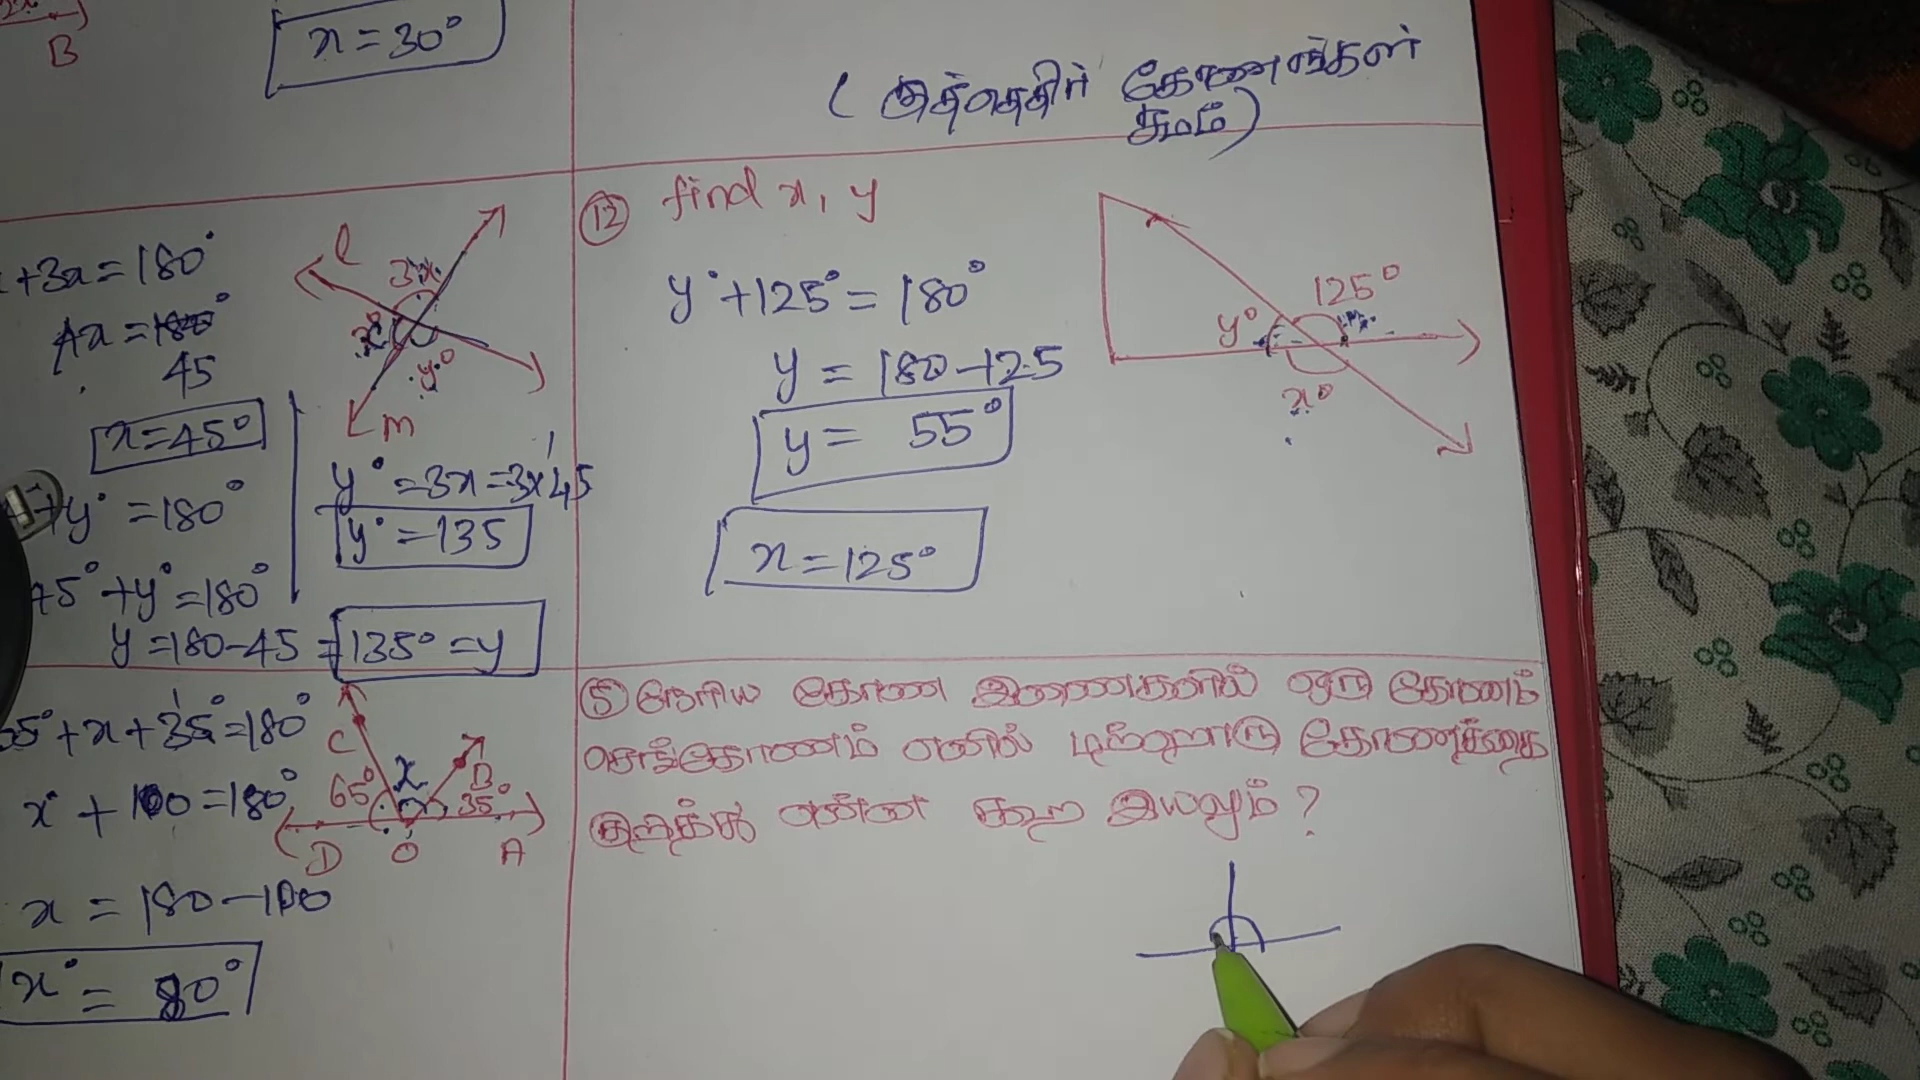 B
x = 30°
(குத்தெதிர் கோணங்கள்
சமம்)
+3x = 180°
4x = 180°
45
x = 45°
+y° = 180°
45° + y° = 180°
y = 180 - 45 = 135° = y
l
3x
x°
y°
m
y° = 3x = 3x45
y° = 135
⑫ find x, y
y° + 125° = 180°
y = 180 - 125
y = 55°
x = 125°
125°
y°
x°
65° + x + 35° = 180°
x° + 100 = 180°
x = 180 - 100
x° = 80°
C
65°
x
B
35°
D O A
⑤ நேரிய கோண இணைகளில் ஒரு கோணம்
செங்கோணம் எனில் மற்றொரு கோணத்தை
குறித்து என்ன கூற இயலும்?